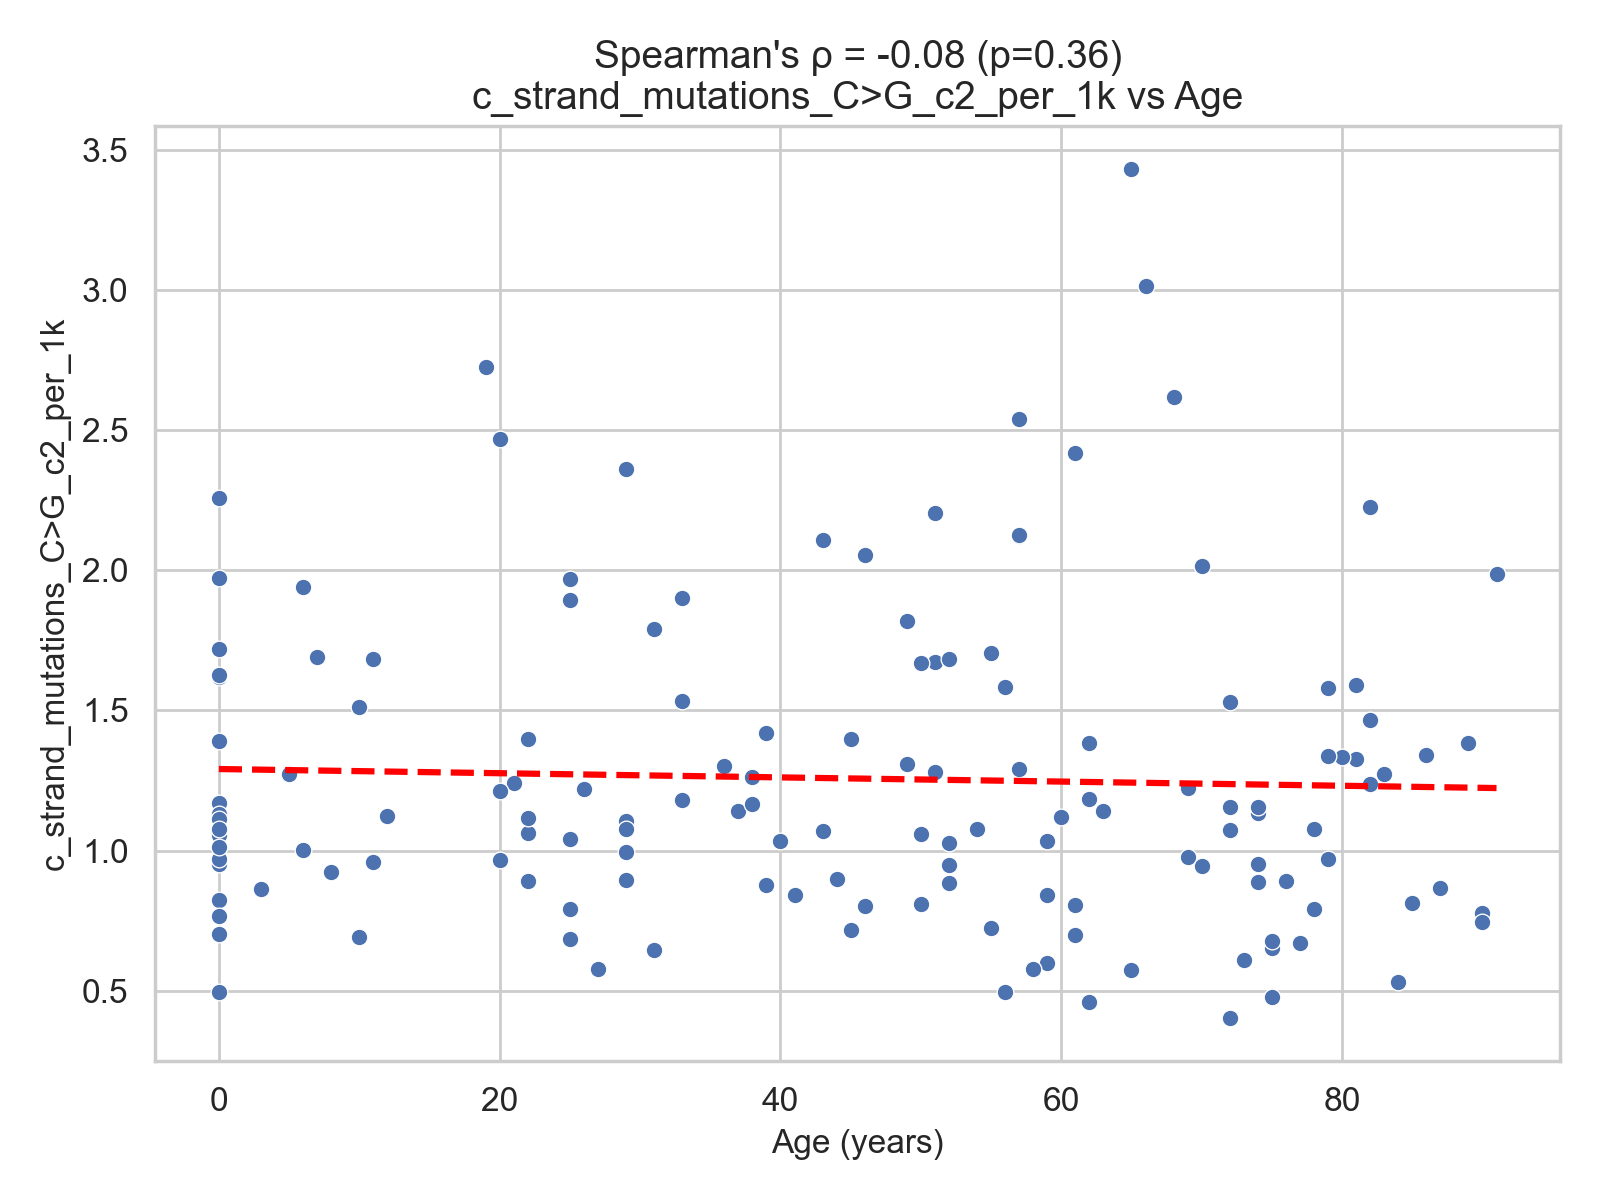 Spearman's ρ = -0.08 (p=0.36)
c_strand_mutations_C>G_c2_per_1k vs Age
c_strand_mutations_C>G_c2_per_1k
3.5
3.0
2.5
2.0
1.5
1.0
0.5
0 20 40 60 80
Age (years)